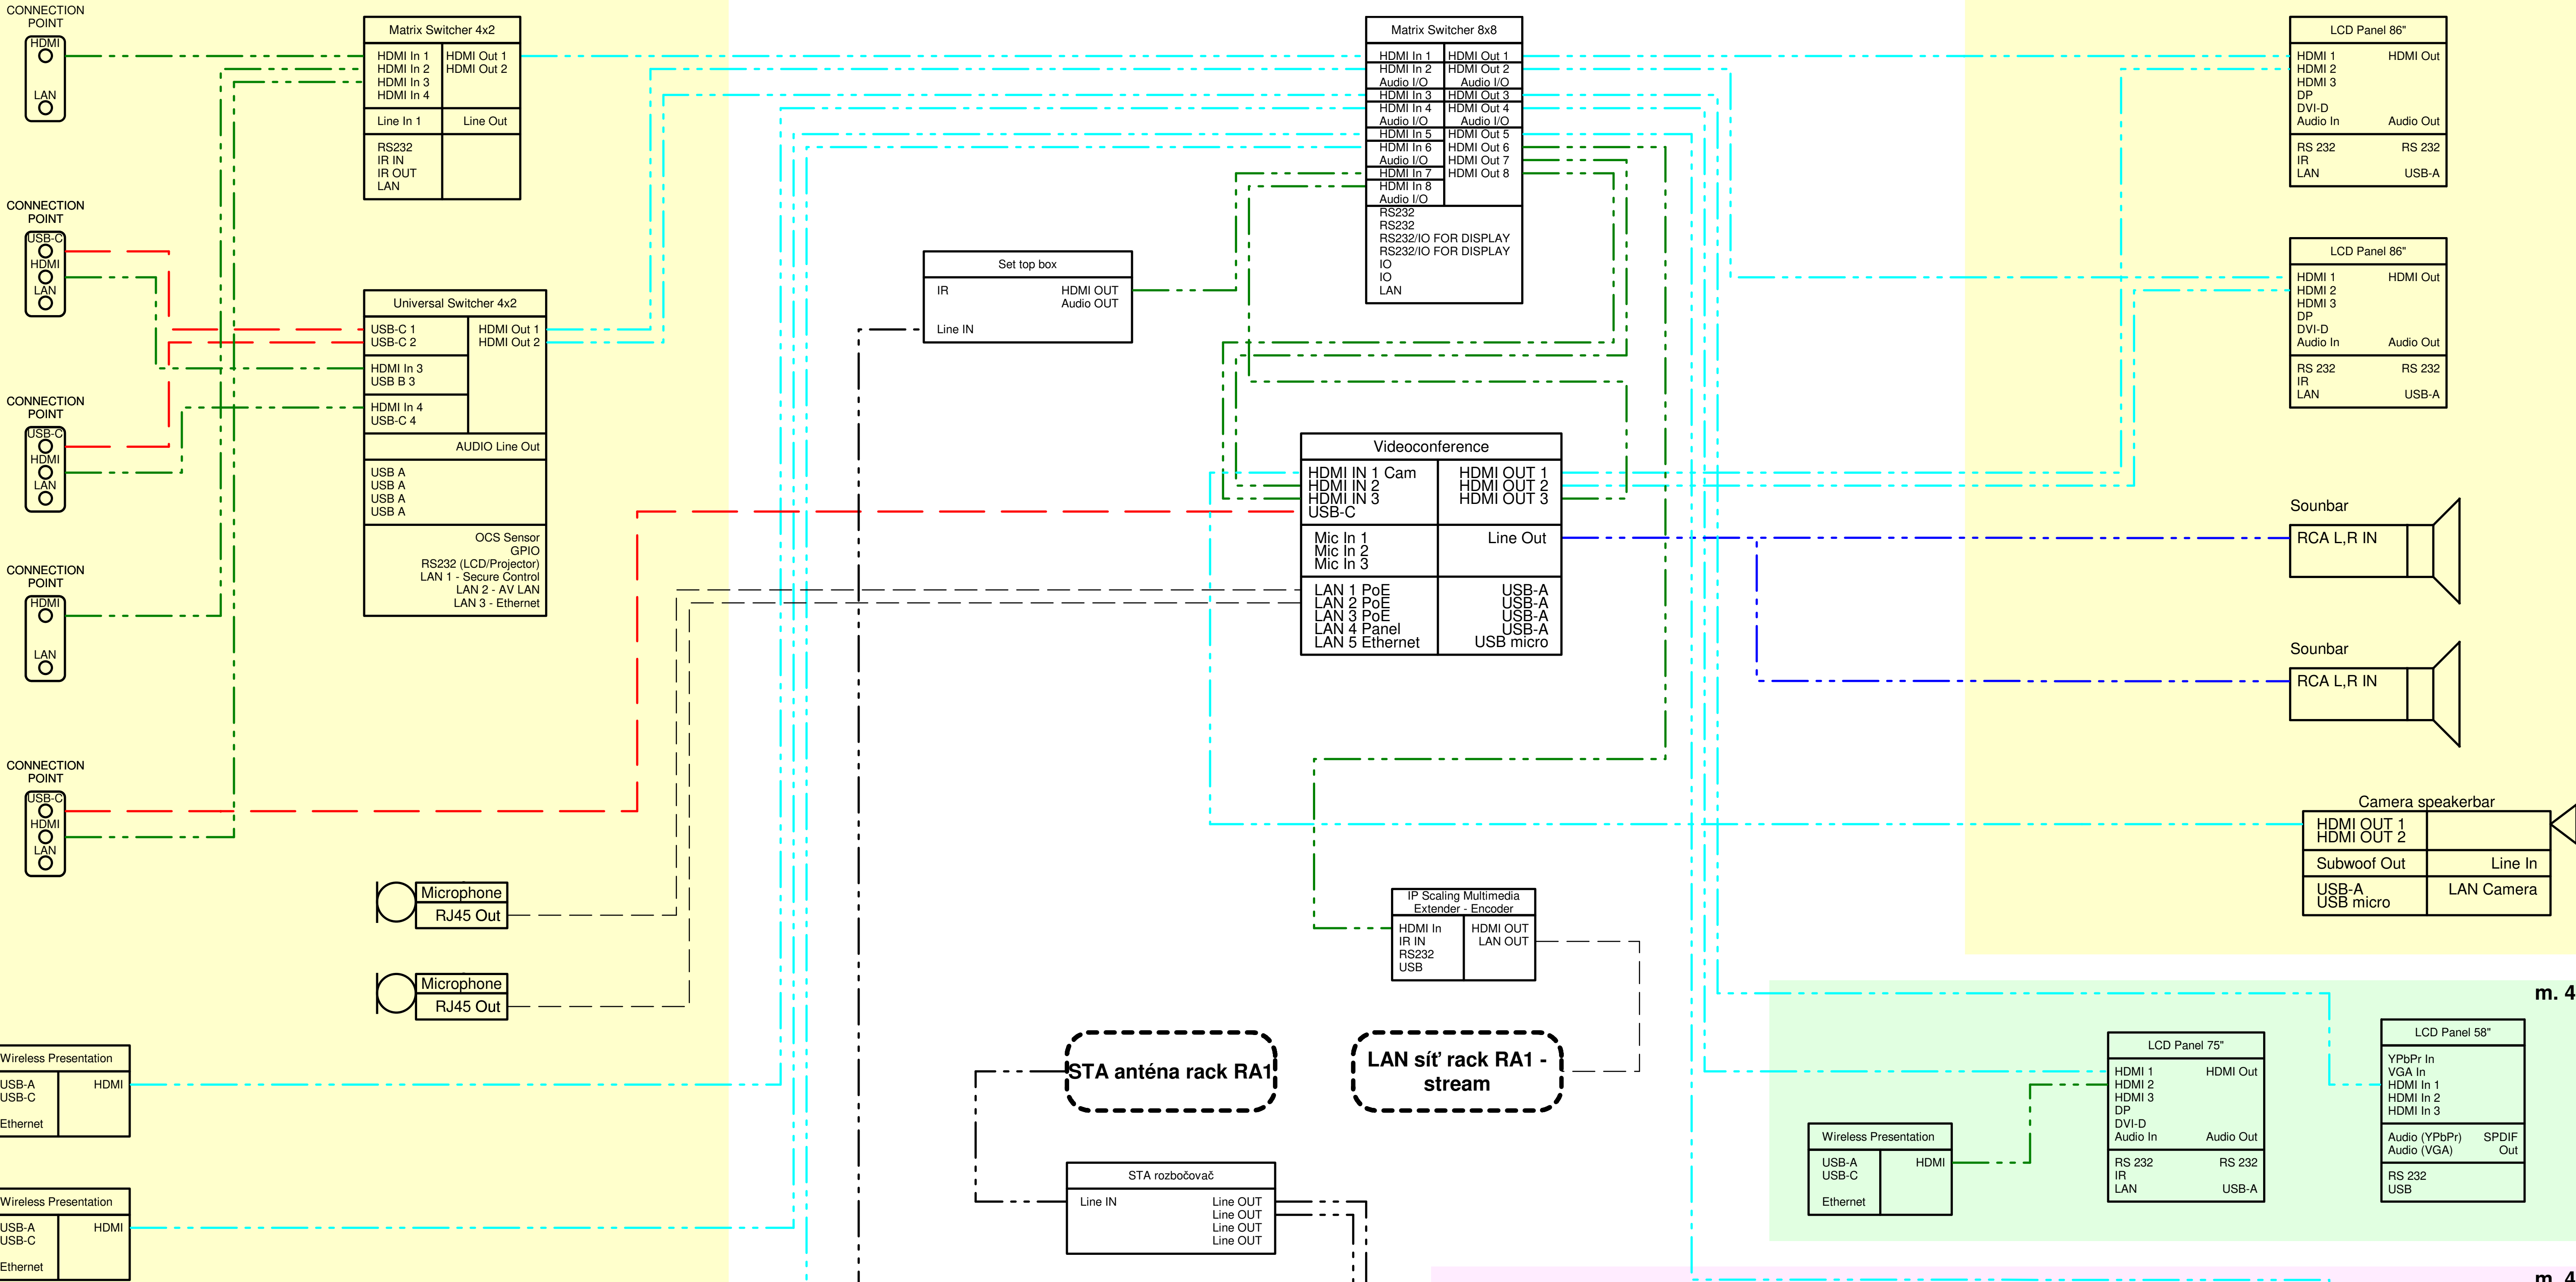 CONNECTION
POINT
HDMI
LAN
CONNECTION
POINT
USB-C
HDMI
LAN
CONNECTION
POINT
USB-C
HDMI
LAN
CONNECTION
POINT
HDMI
LAN
CONNECTION
POINT
USB-C
HDMI
LAN
Matrix Switcher 4x2
HDMI In 1 HDMI Out 1
HDMI In 2 HDMI Out 2
HDMI In 3
HDMI In 4
Line In 1 Line Out
RS232
IR IN
IR OUT
LAN
Universal Switcher 4x2
USB-C 1 HDMI Out 1
USB-C 2 HDMI Out 2
HDMI In 3
USB B 3
HDMI In 4
USB-C 4
AUDIO Line Out
USB A
USB A
USB A
USB A
OCS Sensor
GPIO
RS232 (LCD/Projector)
LAN 1 - Secure Control
LAN 2 - AV LAN
LAN 3 - Ethernet
Microphone
RJ45 Out
Microphone
RJ45 Out
Wireless Presentation
USB-A HDMI
USB-C
Ethernet
Wireless Presentation
USB-A HDMI
USB-C
Ethernet
Set top box
IR HDMI OUT
Audio OUT
Line IN
Matrix Switcher 8x8
HDMI In 1 HDMI Out 1
HDMI In 2 HDMI Out 2
Audio I/O Audio I/O
HDMI In 3 HDMI Out 3
HDMI In 4 HDMI Out 4
Audio I/O Audio I/O
HDMI In 5 HDMI Out 5
HDMI In 6 HDMI Out 6
Audio I/O HDMI Out 7
HDMI In 7 HDMI Out 8
HDMI In 8
Audio I/O
RS232
RS232
RS232/IO FOR DISPLAY
RS232/IO FOR DISPLAY
IO
IO
LAN
Videoconference
HDMI IN 1 Cam HDMI OUT 1
HDMI IN 2 HDMI OUT 2
HDMI IN 3 HDMI OUT 3
USB-C
Mic In 1 Line Out
Mic In 2
Mic In 3
LAN 1 PoE USB-A
LAN 2 PoE USB-A
LAN 3 PoE USB-A
LAN 4 Panel USB-A
LAN 5 Ethernet USB micro
IP Scaling Multimedia
Extender - Encoder
HDMI In HDMI OUT
IR IN LAN OUT
RS232
USB
STA anténa rack RA1
LAN síť rack RA1 -
stream
STA rozbočovač
Line IN Line OUT
Line OUT
Line OUT
Line OUT
LCD Panel 86"
HDMI 1 HDMI Out
HDMI 2
HDMI 3
DP
DVI-D
Audio In Audio Out
RS 232 RS 232
IR
LAN USB-A
LCD Panel 86"
HDMI 1 HDMI Out
HDMI 2
HDMI 3
DP
DVI-D
Audio In Audio Out
RS 232 RS 232
IR
LAN USB-A
Sounbar
RCA L,R IN
Sounbar
RCA L,R IN
Camera speakerbar
HDMI OUT 1
HDMI OUT 2
Subwoof Out Line In
USB-A LAN Camera
USB micro
m. 4
Wireless Presentation
USB-A HDMI
USB-C
Ethernet
LCD Panel 75"
HDMI 1 HDMI Out
HDMI 2
HDMI 3
DP
DVI-D
Audio In Audio Out
RS 232 RS 232
IR
LAN USB-A
LCD Panel 58"
YPbPr In
VGA In
HDMI In 1
HDMI In 2
HDMI In 3
Audio (YPbPr) SPDIF
Audio (VGA) Out
RS 232
USB
m. 4